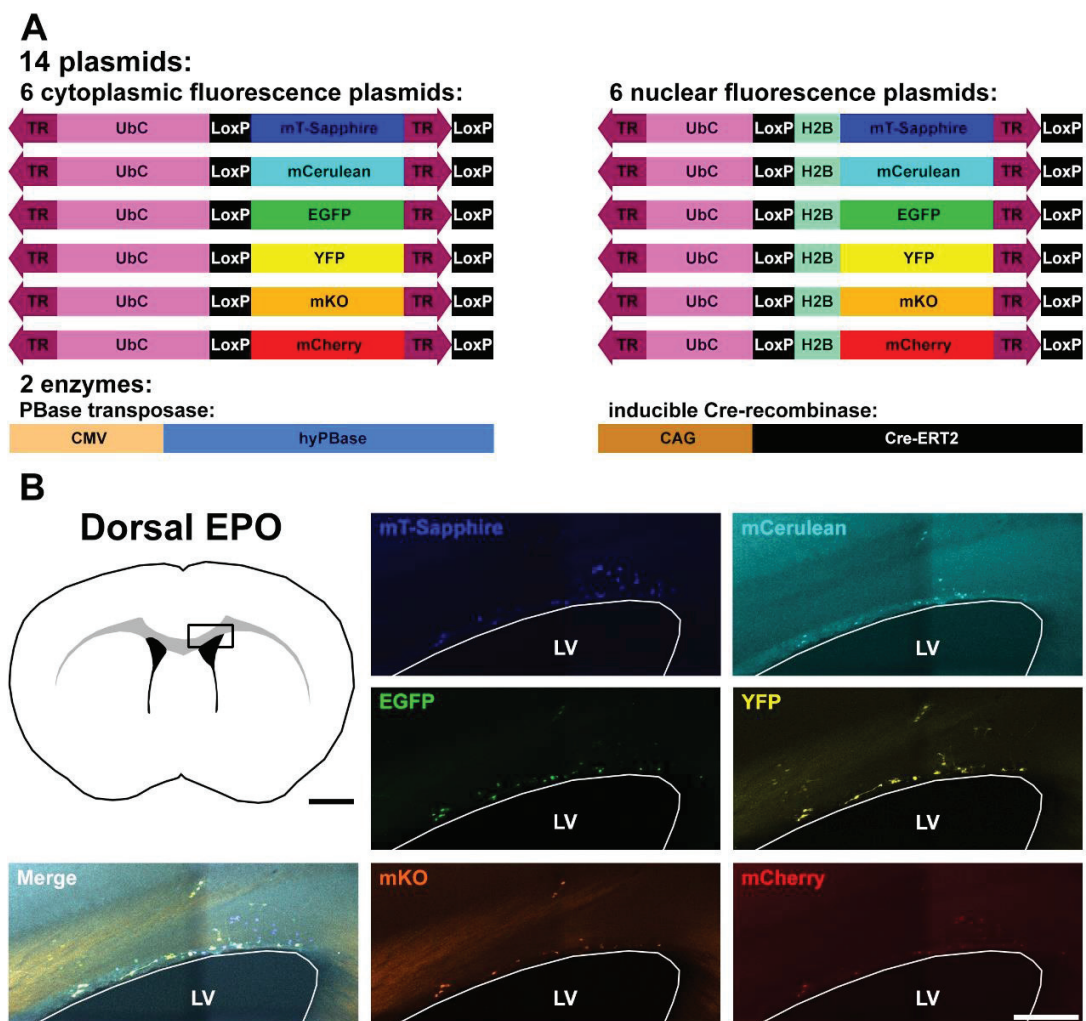 A
14 plasmids:
6 cytoplasmic fluorescence plasmids:
6 nuclear fluorescence plasmids:
TR UbC LoxP mT-Sapphire TR LoxP
TR UbC LoxP H2B mT-Sapphire TR LoxP
TR UbC LoxP mCerulean TR LoxP
TR UbC LoxP H2B mCerulean TR LoxP
TR UbC LoxP EGFP TR LoxP
TR UbC LoxP H2B EGFP TR LoxP
TR UbC LoxP YFP TR LoxP
TR UbC LoxP H2B YFP TR LoxP
TR UbC LoxP mKO TR LoxP
TR UbC LoxP H2B mKO TR LoxP
TR UbC LoxP mCherry TR LoxP
TR UbC LoxP H2B mCherry TR LoxP
2 enzymes:
PBase transposase:
inducible Cre-recombinase:
CMV hyPBase
CAG Cre-ERT2
B
Dorsal EPO
mT-Sapphire
LV
mCerulean
LV
EGFP
LV
YFP
LV
Merge
LV
mKO
LV
mCherry
LV